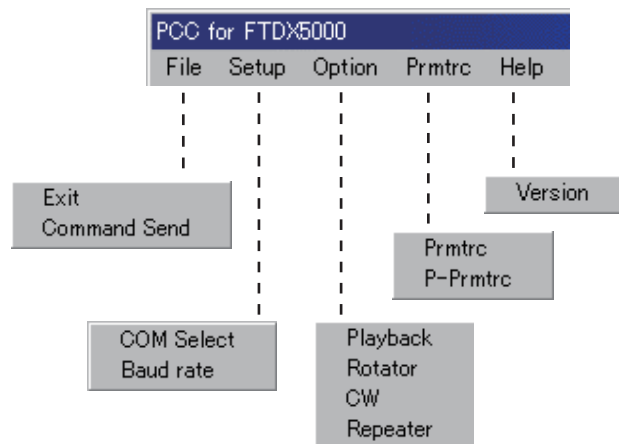 PCC for FTDX5000
File Setup Option Prmtrc Help
Exit
Command Send
COM Select
Baud rate
Playback
Rotator
CW
Repeater
Prmtrc
P-Prmtrc
Version